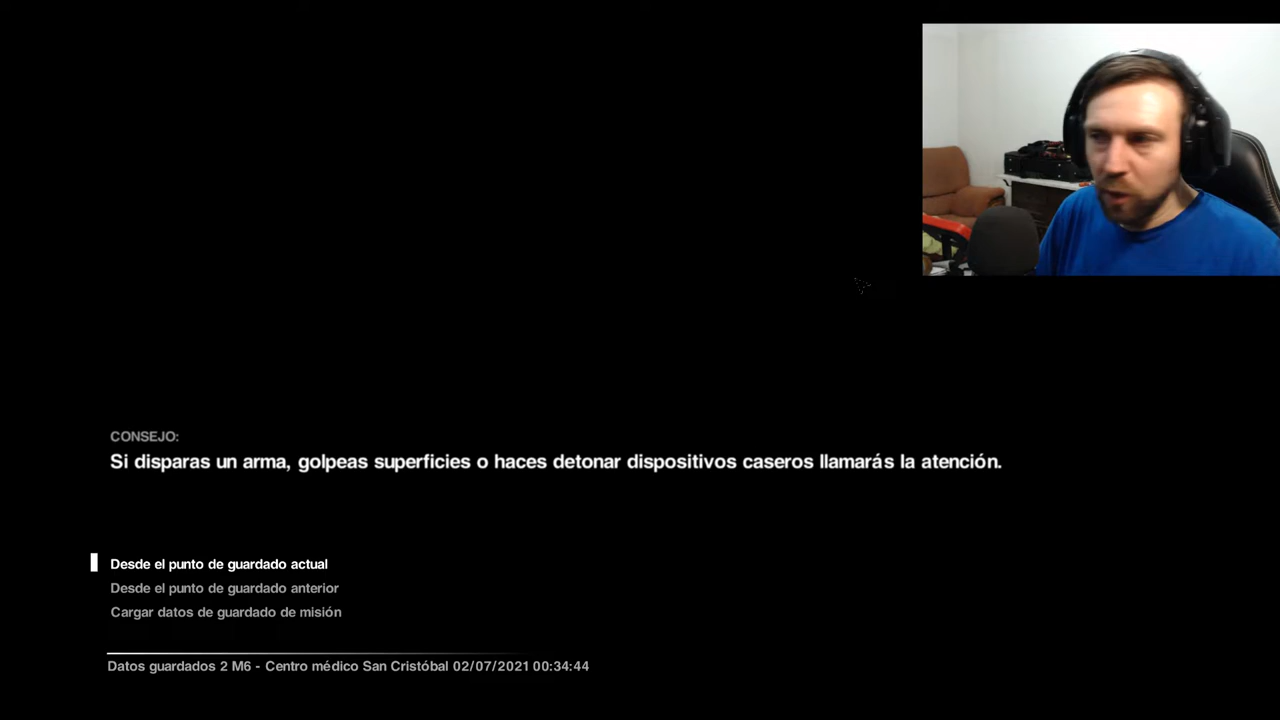 CONSEJO:
Si disparas un arma, golpeas superficies o haces detonar dispositivos caseros llamarás la atención.
Desde el punto de guardado actual
Desde el punto de guardado anterior
Cargar datos de guardado de misión
Datos guardados 2 M6 - Centro médico San Cristóbal 02/07/2021 00:34:44